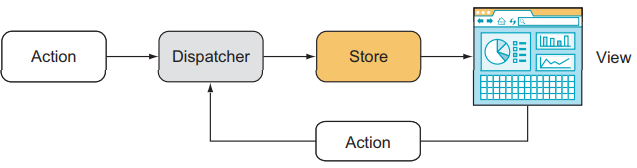 Action
Dispatcher
Store
View
Action